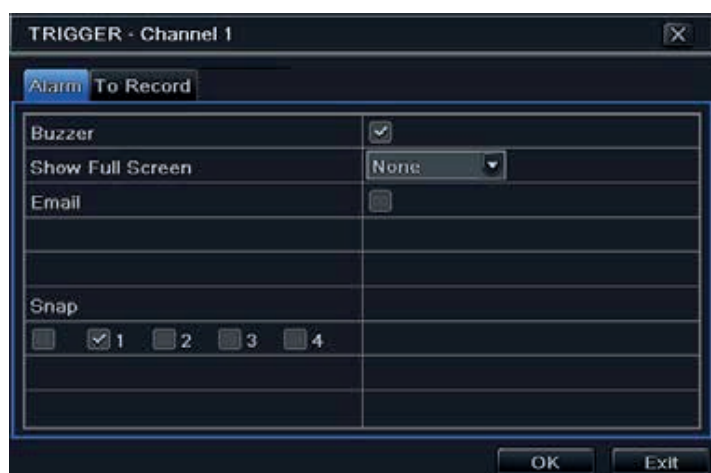 TRIGGER - Channel 1
Alarm To Record
Buzzer
Show Full Screen None
Email
Snap
1 2 3 4
OK Exit